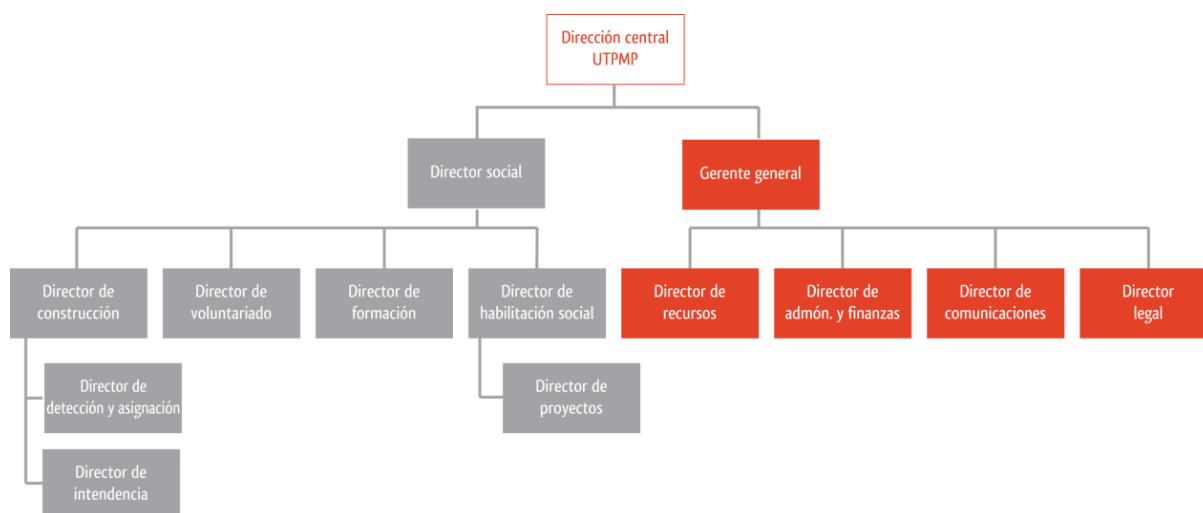 Dirección central
UTPMP
Director social
Gerente general
Director de
construcción
Director de
voluntariado
Director de
formación
Director de
habilitación social
Director de
recursos
Director de
admón. y finanzas
Director de
comunicaciones
Director
legal
Director de
detección y asignación
Director de
proyectos
Director de
intendencia